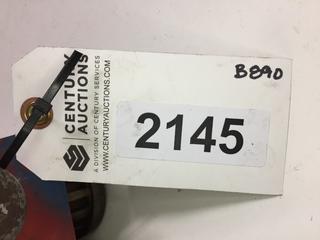 CENTURY
AUCTIONS
A DIVISION OF CENTURY SERVICES
WWW.CENTURYAUCTIONS.COM
B890
2145